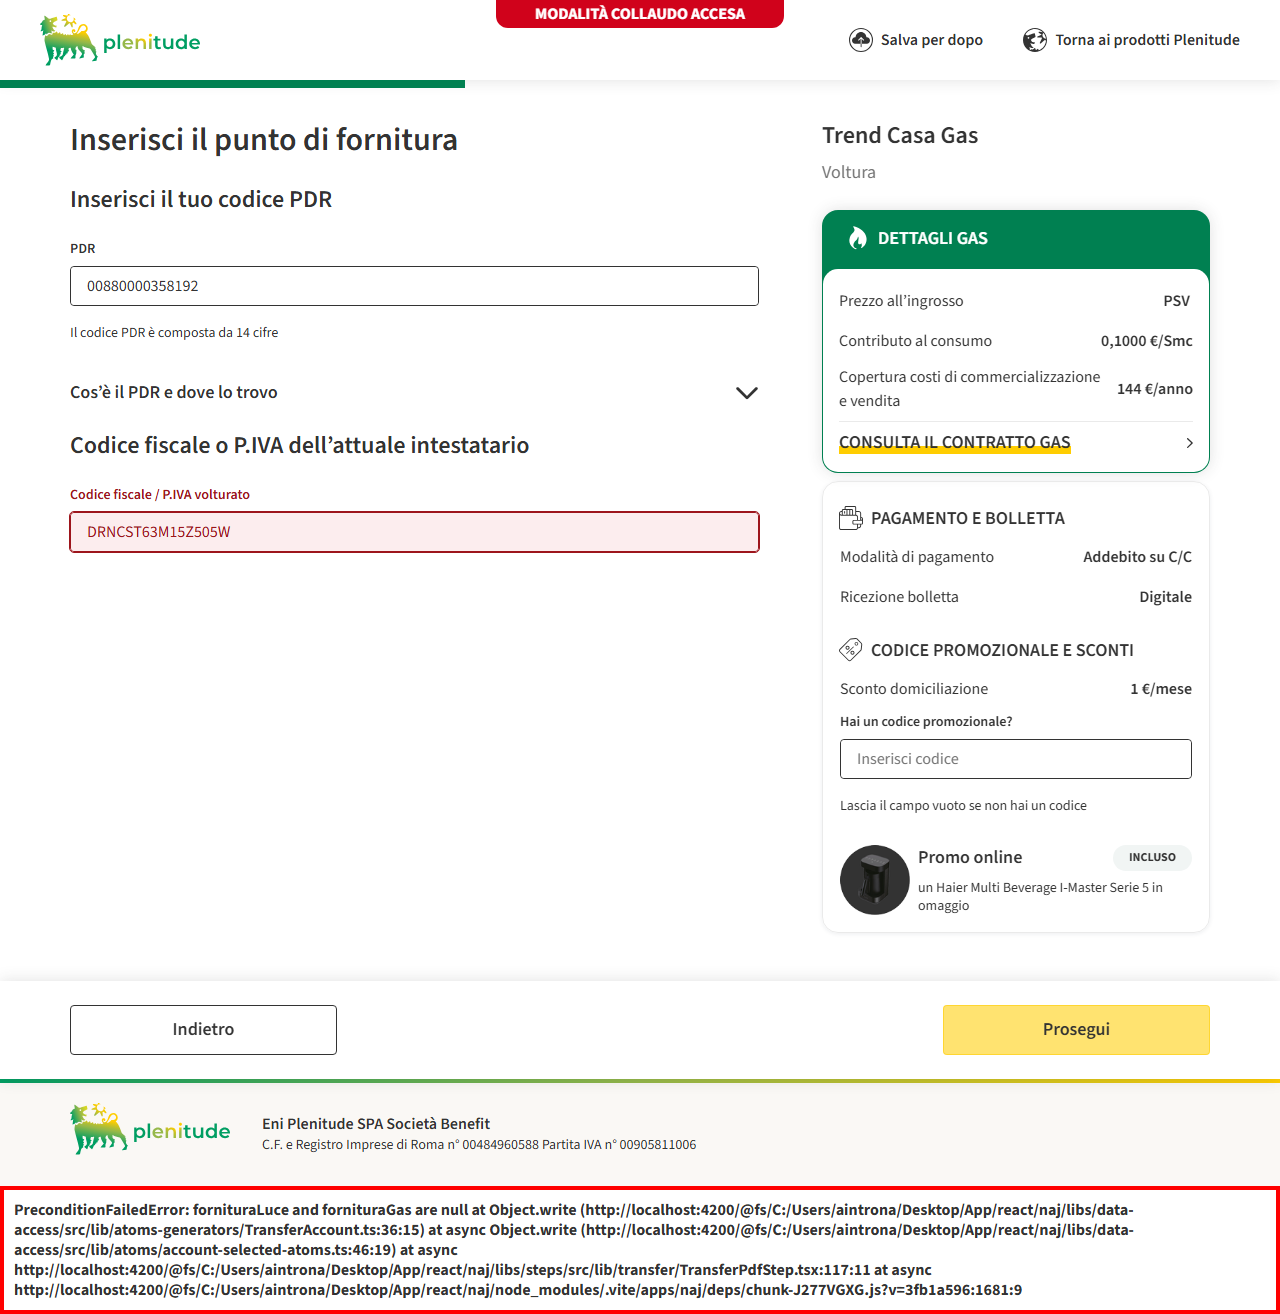 MODALITÀ COLLAUDO ACCESA
plenitude
Salva per dopo
Torna ai prodotti Plenitude
Inserisci il punto di fornitura
Inserisci il tuo codice PDR
PDR
00880000358192
Il codice PDR è composta da 14 cifre
Cos’è il PDR e dove lo trovo
Codice fiscale o P.IVA dell’attuale intestatario
Codice fiscale / P.IVA volturato
DRNCST63M15Z505W
Trend Casa Gas
Voltura
DETTAGLI GAS
Prezzo all’ingrosso PSV
Contributo al consumo 0,1000 €/Smc
Copertura costi di commercializzazione
e vendita 144 €/anno
CONSULTA IL CONTRATTO GAS
PAGAMENTO E BOLLETTA
Modalità di pagamento Addebito su C/C
Ricezione bolletta Digitale
CODICE PROMOZIONALE E SCONTI
Sconto domiciliazione 1 €/mese
Hai un codice promozionale?
Inserisci codice
Lascia il campo vuoto se non hai un codice
Promo online INCLUSO
un Haier Multi Beverage I-Master Serie 5 in
omaggio
Indietro
Prosegui
plenitude
Eni Plenitude SPA Società Benefit
C.F. e Registro Imprese di Roma n° 00484960588 Partita IVA n° 00905811006
PreconditionFailedError: fornituraLuce and fornituraGas are null at Object.write (http://localhost:4200/@fs/C:/Users/aintrona/Desktop/App/react/naj/libs/data-
access/src/lib/atoms-generators/TransferAccount.ts:36:15) at async Object.write (http://localhost:4200/@fs/C:/Users/aintrona/Desktop/App/react/naj/libs/data-
access/src/lib/atoms/account-selected-atoms.ts:46:19) at async
http://localhost:4200/@fs/C:/Users/aintrona/Desktop/App/react/naj/libs/steps/src/lib/transfer/TransferPdfStep.tsx:117:11 at async
http://localhost:4200/@fs/C:/Users/aintrona/Desktop/App/react/naj/node_modules/.vite/apps/naj/deps/chunk-J277VGXG.js?v=3fb1a596:1681:9